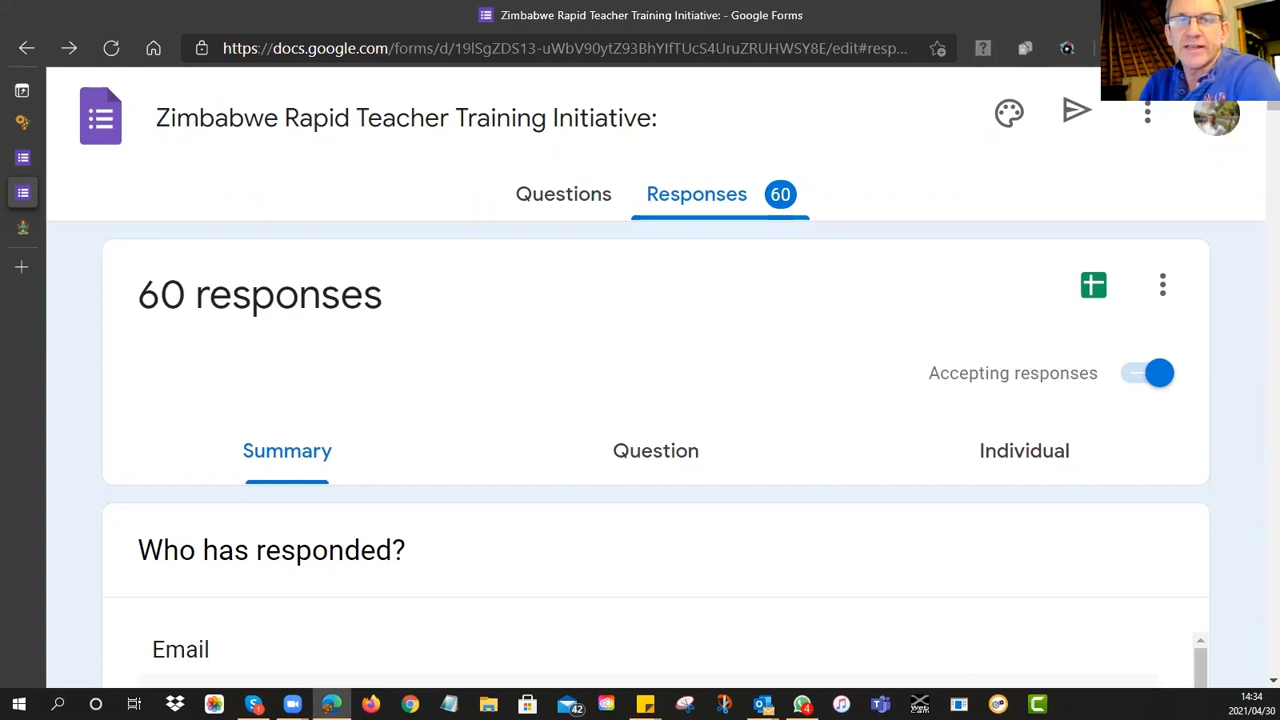 Zimbabwe Rapid Teacher Training Initiative: - Google Forms
https://docs.google.com/forms/d/19lSgZDS13-uWbV90ytZ93BhYIfTUcS4UruZRUHWSY8E/edit#resp...
Zimbabwe Rapid Teacher Training Initiative:
Questions
Responses
60
60 responses
Accepting responses
Summary
Question
Individual
Who has responded?
Email
42
4
14:34
2021/04/30